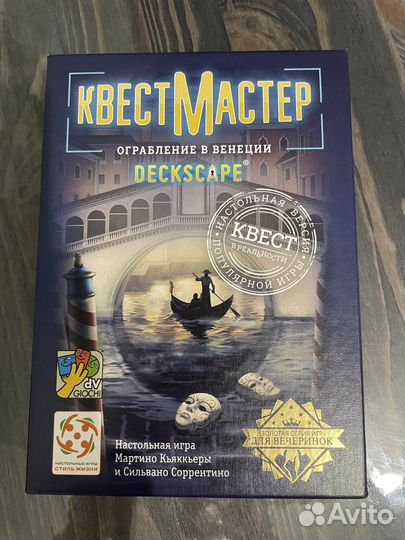 КВЕСТМАСТЕР
ОГРАБЛЕНИЕ В ВЕНЕЦИИ
DECKSCAPE®
НАСТОЛЬНАЯ ВЕРСИЯ
КВЕСТ
В РЕАЛЬНОСТИ
ПОПУЛЯРНОЙ ИГРЫ
dV
GIOCHI
НАСТОЛЬНЫЕ ИГРЫ
СТИЛЬ ЖИЗНИ
Настольная игра
Мартино Кьяккьеры
и Сильвано Соррентино
ЗОЛОТАЯ СЕРИЯ ИГР
ДЛЯ ВЕЧЕРИНОК
Avito